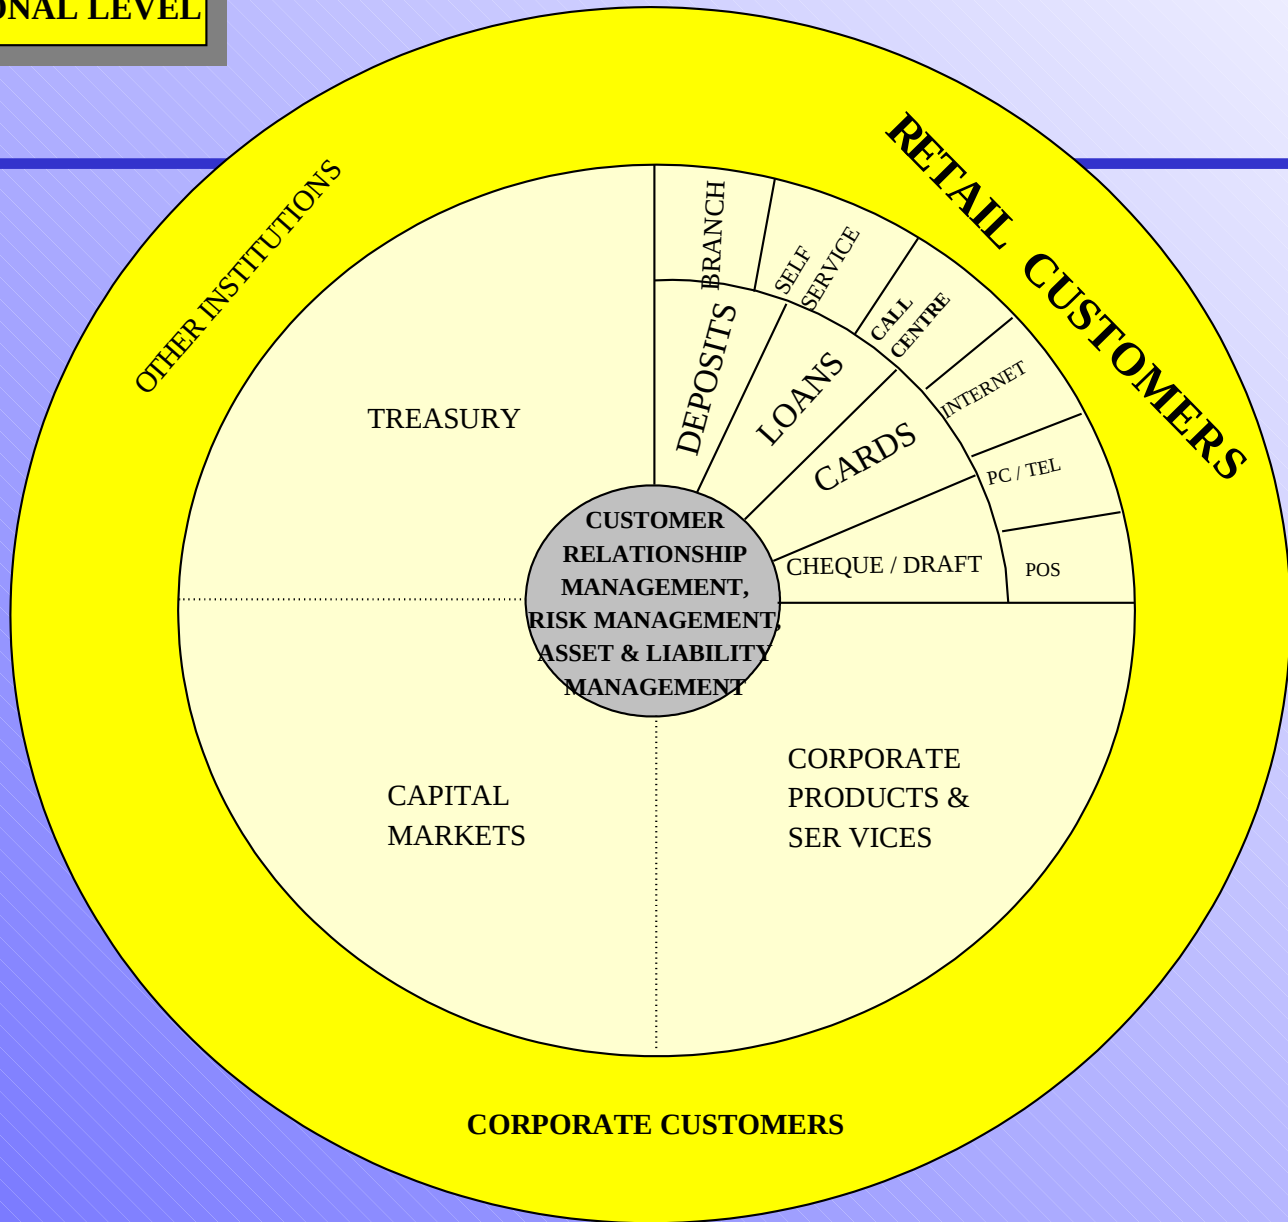 LEVEL
OTHER INSTITUTIONS
RETAIL CUSTOMERS
BRANCH
SELF
SERVICE
CALL
CENTRE
INTERNET
PC / TEL
POS
DEPOSITS
LOANS
CARDS
CHEQUE / DRAFT
TREASURY
CUSTOMER
RELATIONSHIP
MANAGEMENT,
RISK MANAGEMENT,
ASSET & LIABILITY
MANAGEMENT
CAPITAL
MARKETS
CORPORATE
PRODUCTS &
SER VICES
CORPORATE CUSTOMERS